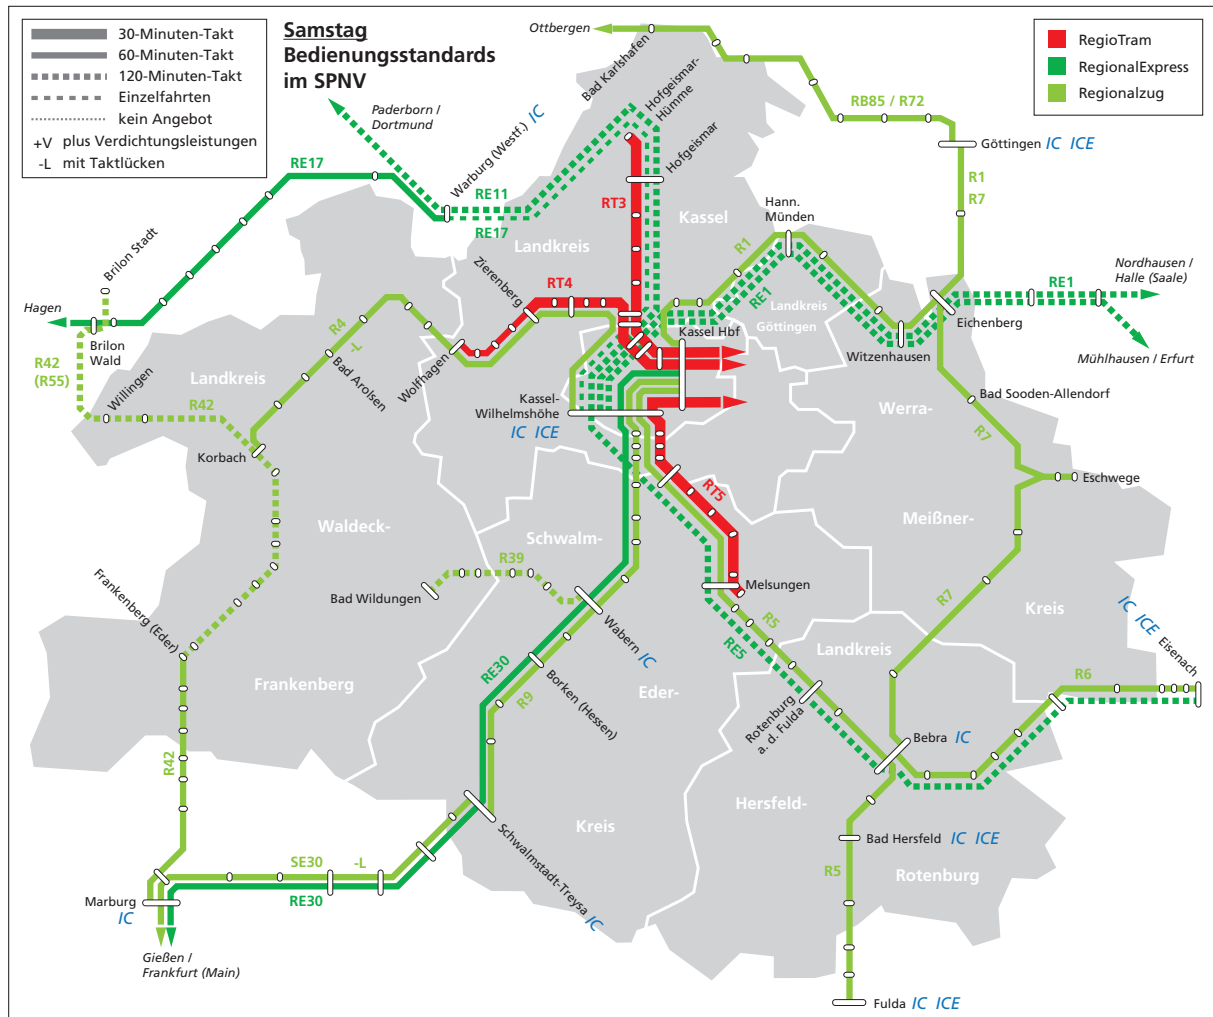 30-Minuten-Takt
60-Minuten-Takt
120-Minuten-Takt
Einzelfahrten
kein Angebot
+V plus Verdichtungsleistungen
-L mit Taktlücken
Samstag
Bedienungsstandards
im SPNV
RegioTram
RegionalExpress
Regionalzug
Ottbergen
Bad Karlshafen
Hofgeismar-
Hümme
Hofgeismar
Paderborn /
Dortmund
Warburg (Westf.) IC
RB85 / R72
Göttingen IC ICE
R1
R7
RE17
RE11
RE17
RT3
Kassel
Landkreis
Hann.
Münden
R1
RE1
Landkreis
Göttingen
Nordhausen /
Halle (Saale)
RE1
Eichenberg
Mühlhausen / Erfurt
Witzenhausen
Brilon Stadt
Hagen
Brilon
Wald
R42
(R55)
Willingen
Landkreis
R42
Korbach
R4
-L
Bad Arolsen
Wolfhagen
Zierenberg
RT4
Kassel Hbf
Kassel-
Wilhelmshöhe
IC ICE
Werra-
Bad Sooden-Allendorf
R7
Eschwege
Meißner-
Kreis
R7
RT5
Waldeck-
Schwalm-
R39
Bad Wildungen
Melsungen
Wabern IC
R5
RE5
Landkreis
IC ICE
Eisenach
R6
Frankenberg (Eder)
Frankenberg
RE30
R9
Borken (Hessen)
Eder-
Rotenburg
a. d. Fulda
Bebra IC
R42
Hersfeld-
Kreis
Schwalmstadt-Treysa IC
Bad Hersfeld IC ICE
R5
Rotenburg
SE30
-L
RE30
Marburg
IC
Gießen /
Frankfurt (Main)
Fulda IC ICE